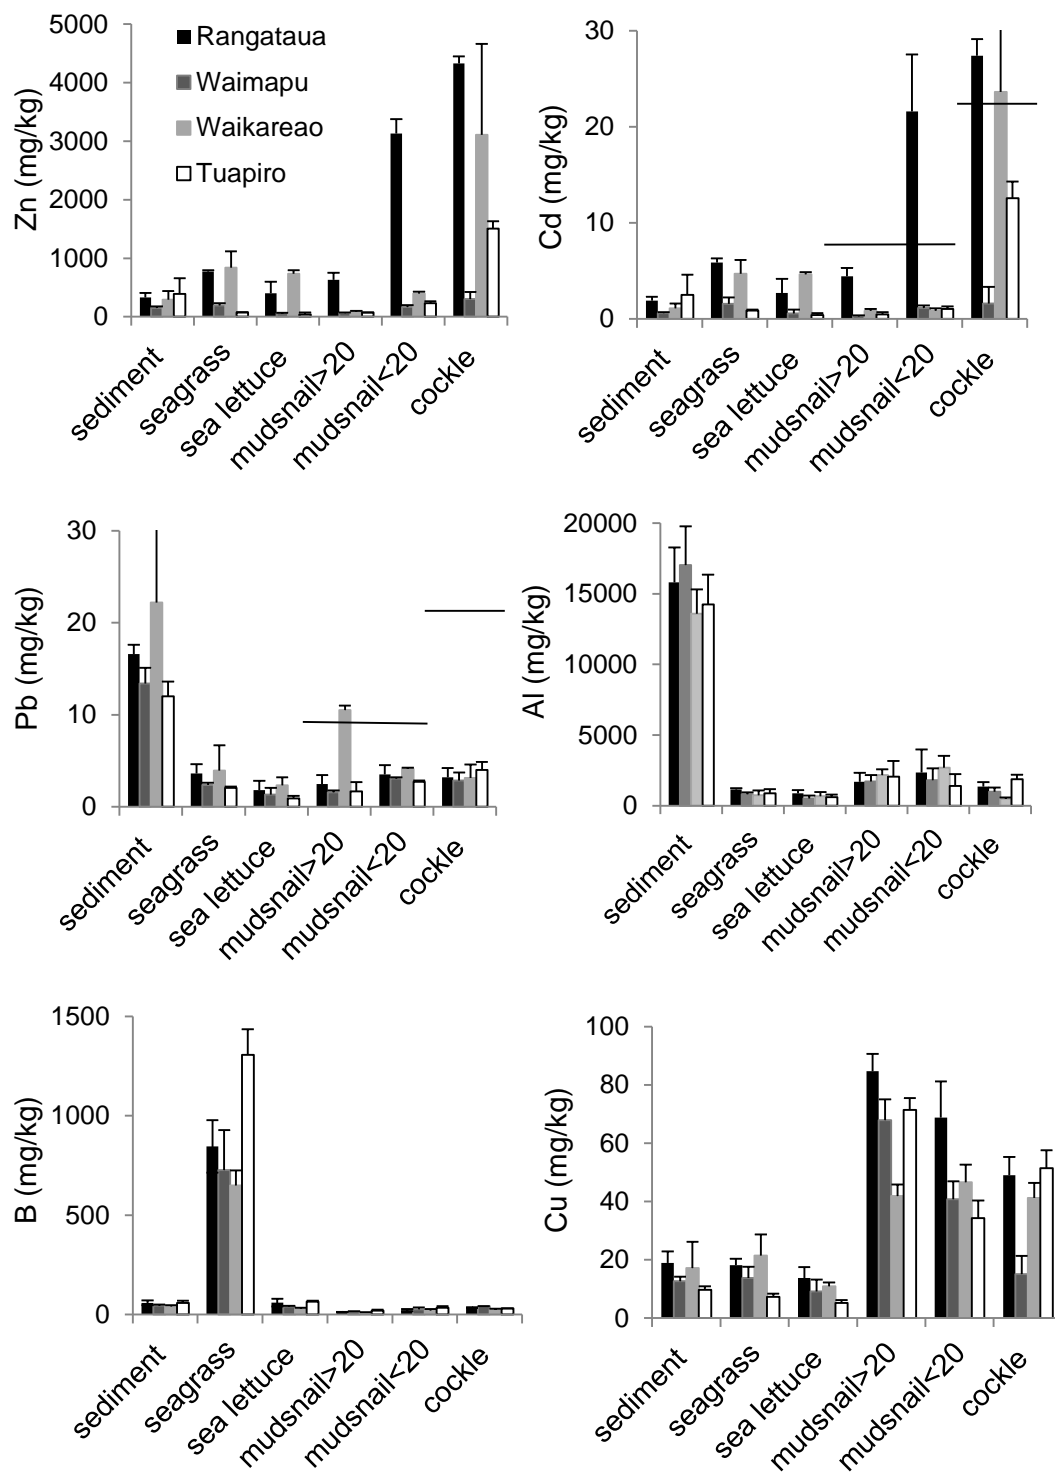 Zn (mg/kg)
5000
4000
3000
2000
1000
0
Rangataua
Waimapu
Waikareao
Tuapiro
sediment
seagrass
sea lettuce
mudsnail>20
mudsnail<20
cockle
Cd (mg/kg)
30
20
10
0
sediment
seagrass
sea lettuce
mudsnail>20
mudsnail<20
cockle
Pb (mg/kg)
30
20
10
0
sediment
seagrass
sea lettuce
mudsnail>20
mudsnail<20
cockle
Al (mg/kg)
20000
15000
10000
5000
0
sediment
seagrass
sea lettuce
mudsnail>20
mudsnail<20
cockle
B (mg/kg)
1500
1000
500
0
sediment
seagrass
sea lettuce
mudsnail>20
mudsnail<20
cockle
Cu (mg/kg)
100
80
60
40
20
0
sediment
seagrass
sea lettuce
mudsnail>20
mudsnail<20
cockle